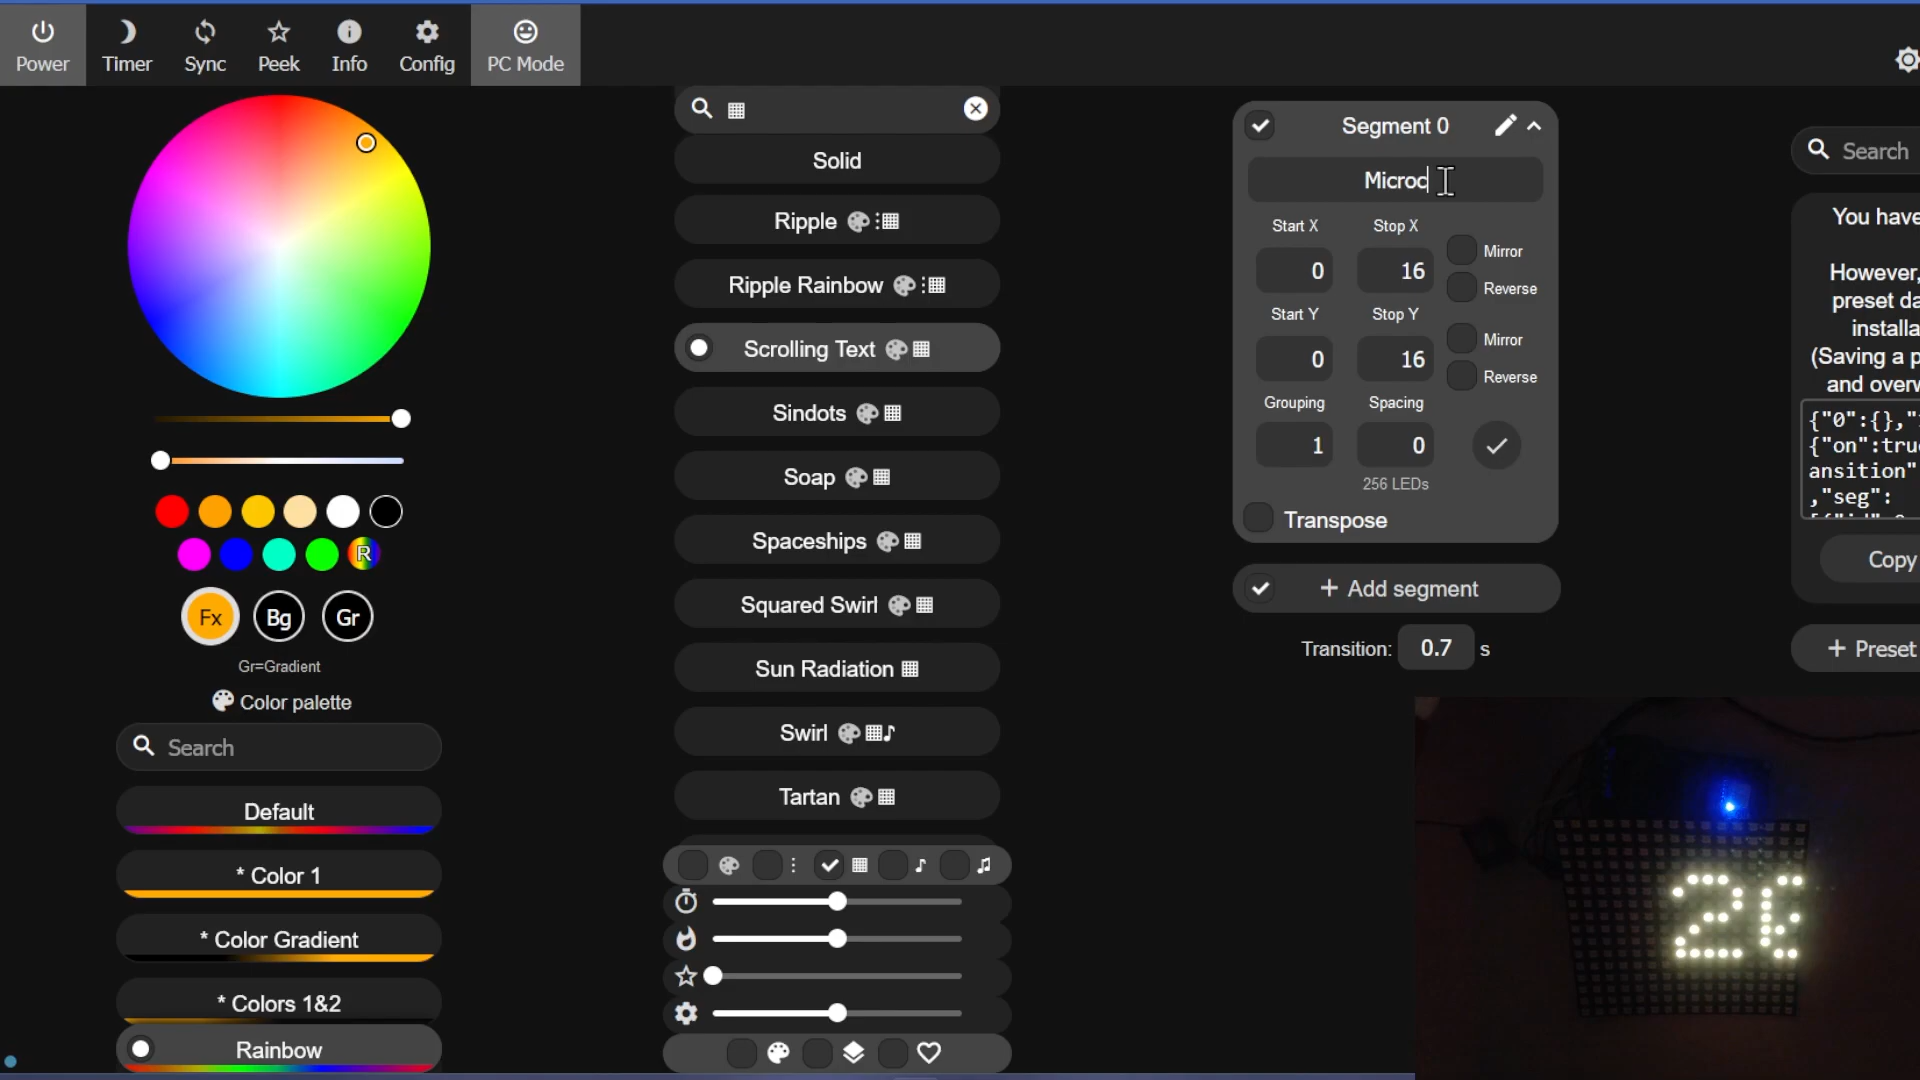 Power
Timer
Sync
Peek
Info
Config
PC Mode
R
Fx
Bg
Gr
Gr=Gradient
Color palette
Search
Default
* Color 1
* Color Gradient
* Colors 1&2
Rainbow
Solid
Ripple
Ripple Rainbow
Scrolling Text
Sindots
Soap
Spaceships
Squared Swirl
Sun Radiation
Swirl
Tartan
Segment 0
Microc
Start X
Stop X
0
16
Mirror
Reverse
Start Y
Stop Y
0
16
Mirror
Reverse
Grouping
Spacing
1
0
256 LEDs
Transpose
+ Add segment
Transition: 0.7 s
Search
You have
However,
preset da
installa
(Saving a p
and overw
{"0":{},"
{"on":true
ansition"
,"seg":
Copy
+ Preset